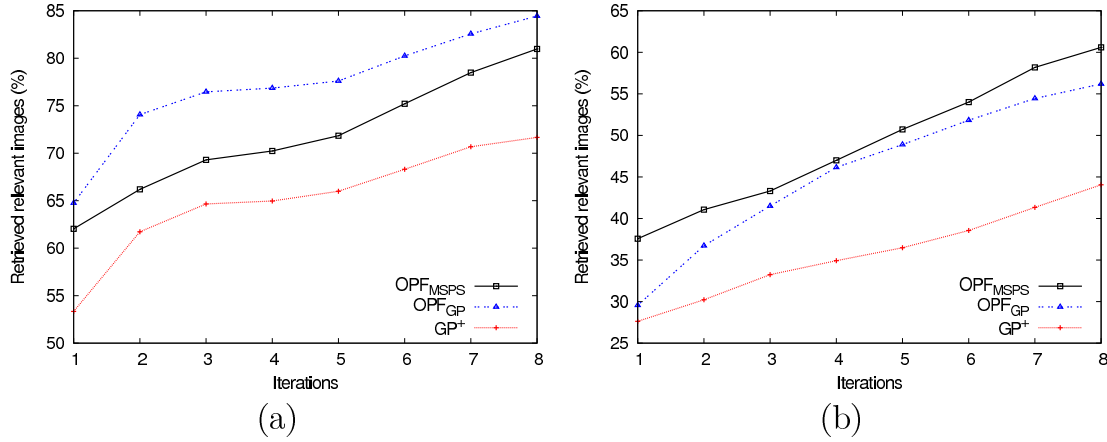 85
80
75
70
65
60
55
50
Retrieved relevant images (%)
1 2 3 4 5 6 7 8
Iterations
OPF_MSPS
OPF_GP
GP⁺
(a)
65
60
55
50
45
40
35
30
25
Retrieved relevant images (%)
1 2 3 4 5 6 7 8
Iterations
OPF_MSPS
OPF_GP
GP⁺
(b)